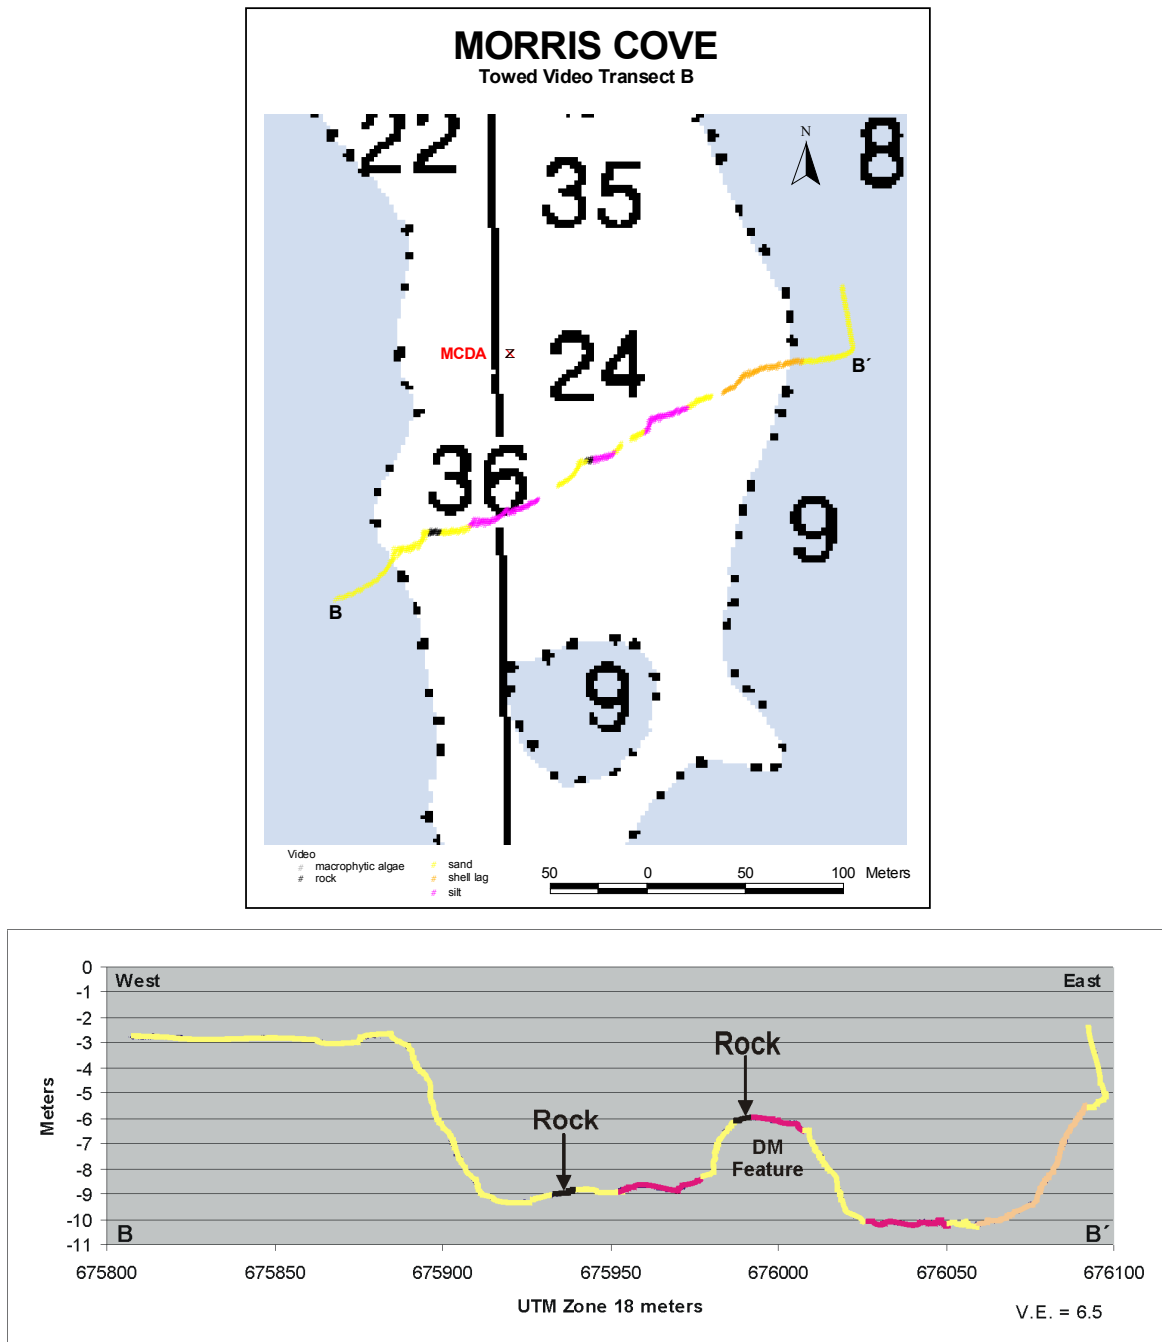 MORRIS COVE
Towed Video Transect B
22
35
8
N
MCDA
24
B´
36
9
B
9
Video
# macrophytic algae
# rock
# sand
# shell lag
# silt
50 0 50 100 Meters
0
-1
-2
-3
-4
-5
-6
-7
-8
-9
-10
-11
Meters
West
East
Rock
Rock
DM
Feature
B
B´
675800 675850 675900 675950 676000 676050 676100
UTM Zone 18 meters
V.E. = 6.5